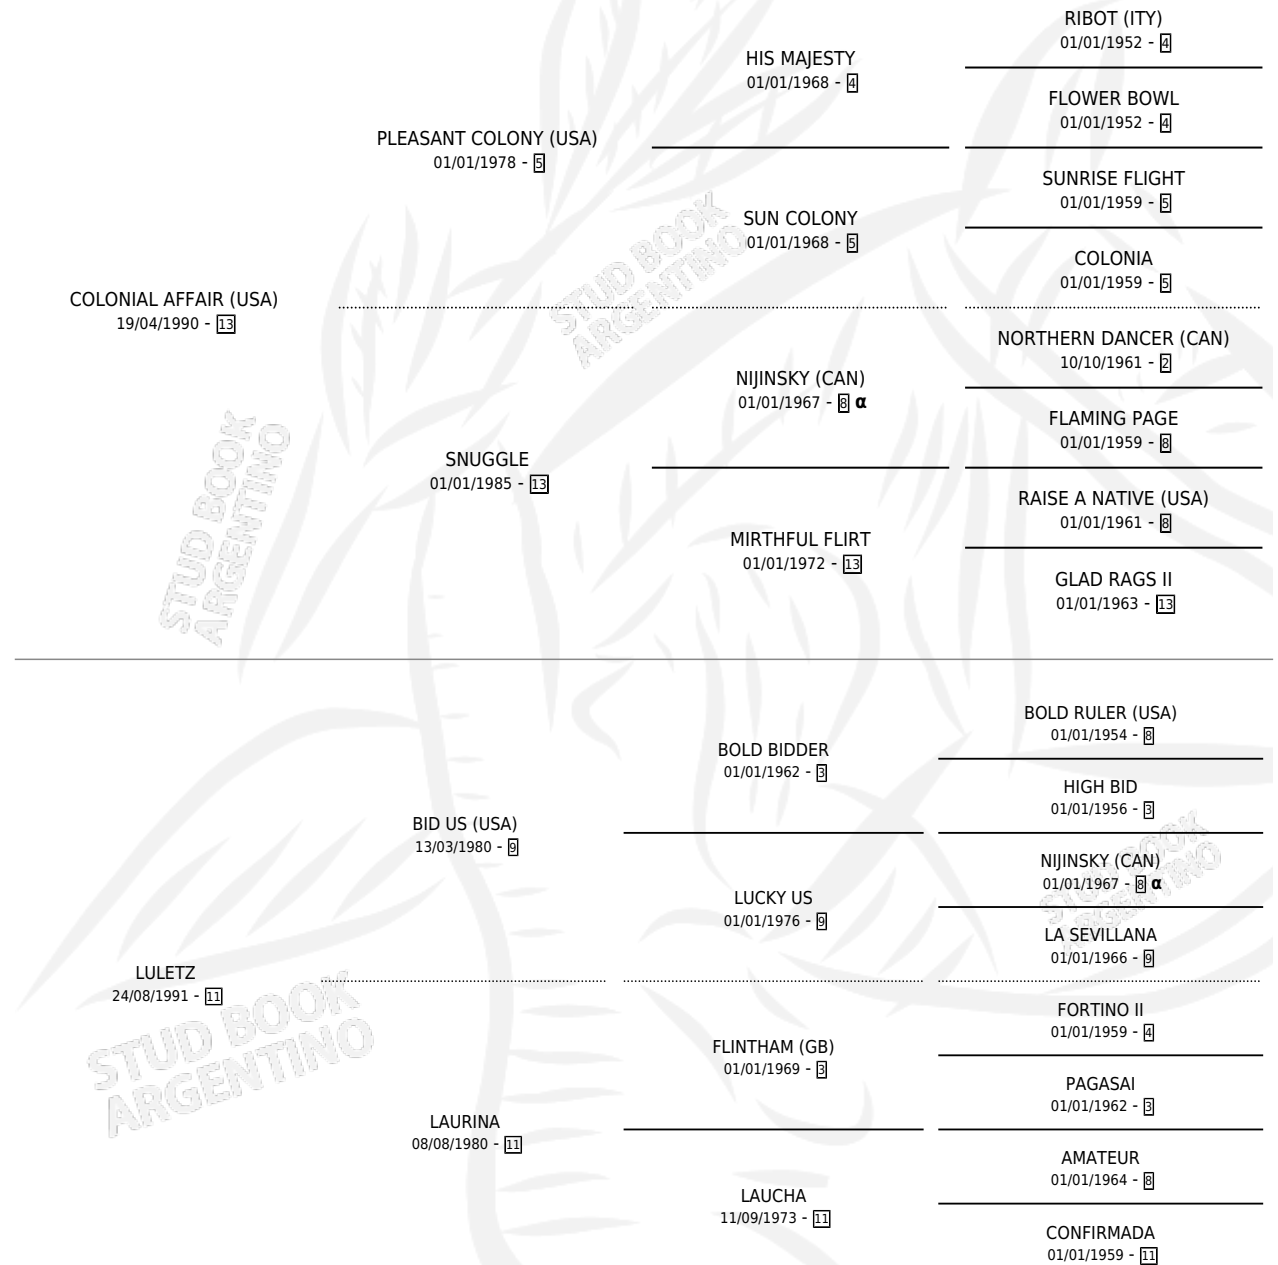 RIBOT (ITY)
01/01/1952 - 4
HIS MAJESTY
01/01/1968 - 4
FLOWER BOWL
01/01/1952 - 4
PLEASANT COLONY (USA)
01/01/1978 - 5
SUNRISE FLIGHT
01/01/1959 - 5
SUN COLONY
01/01/1968 - 5
COLONIA
01/01/1959 - 5
COLONIAL AFFAIR (USA)
19/04/1990 - 13
NORTHERN DANCER (CAN)
10/10/1961 - 2
NIJINSKY (CAN)
01/01/1967 - 8 α
FLAMING PAGE
01/01/1959 - 8
SNUGGLE
01/01/1985 - 13
RAISE A NATIVE (USA)
01/01/1961 - 8
MIRTHFUL FLIRT
01/01/1972 - 13
GLAD RAGS II
01/01/1963 - 13
BOLD RULER (USA)
01/01/1954 - 8
BOLD BIDDER
01/01/1962 - 3
HIGH BID
01/01/1956 - 3
BID US (USA)
13/03/1980 - 9
NIJINSKY (CAN)
01/01/1967 - 8 α
LUCKY US
01/01/1976 - 9
LA SEVILLANA
01/01/1966 - 9
LULETZ
24/08/1991 - 11
FORTINO II
01/01/1959 - 4
FLINTHAM (GB)
01/01/1969 - 3
PAGASAI
01/01/1962 - 3
LAURINA
08/08/1980 - 11
AMATEUR
01/01/1964 - 8
LAUCHA
11/09/1973 - 11
CONFIRMADA
01/01/1959 - 11
STUD BOOK
ARGENTINO
STUD BOOK
ARGENTINO
STUD BOOK
ARGENTINO
STUD BOOK
ARGENTINO